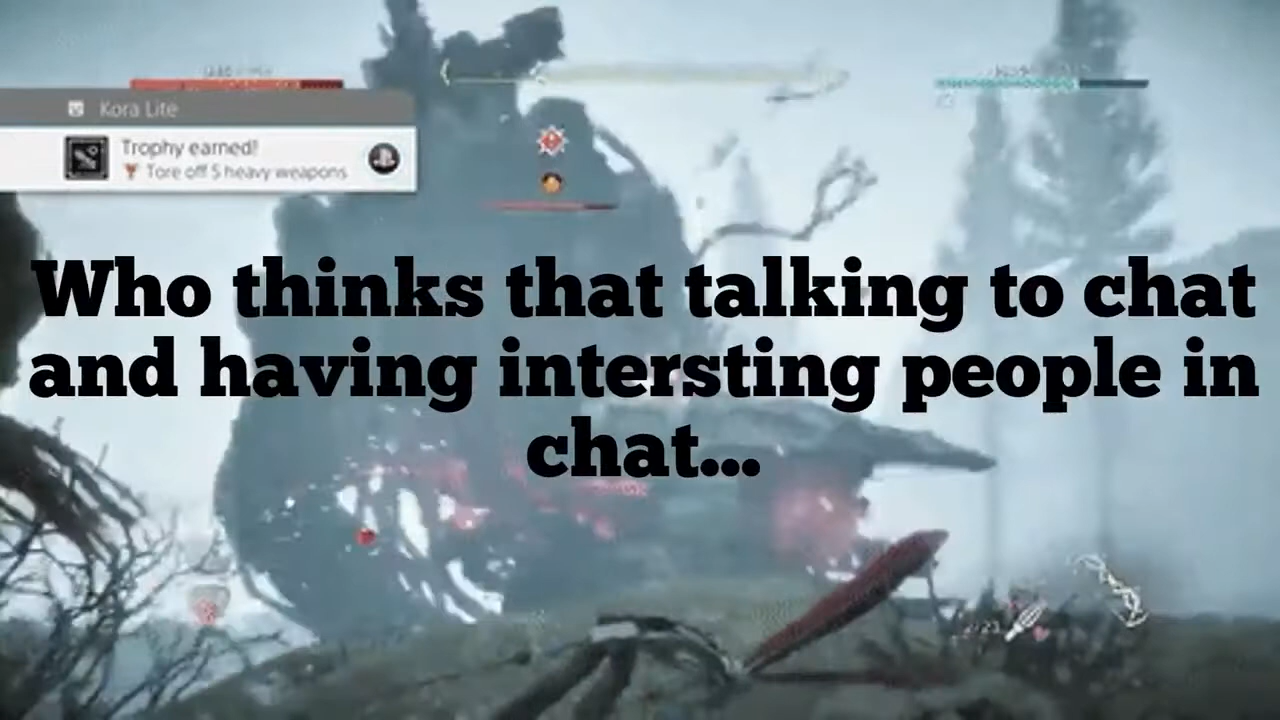 Kora Lite
Trophy earned!
Tore off 5 heavy weapons
Who thinks that talking to chat
and having intersting people in
chat...